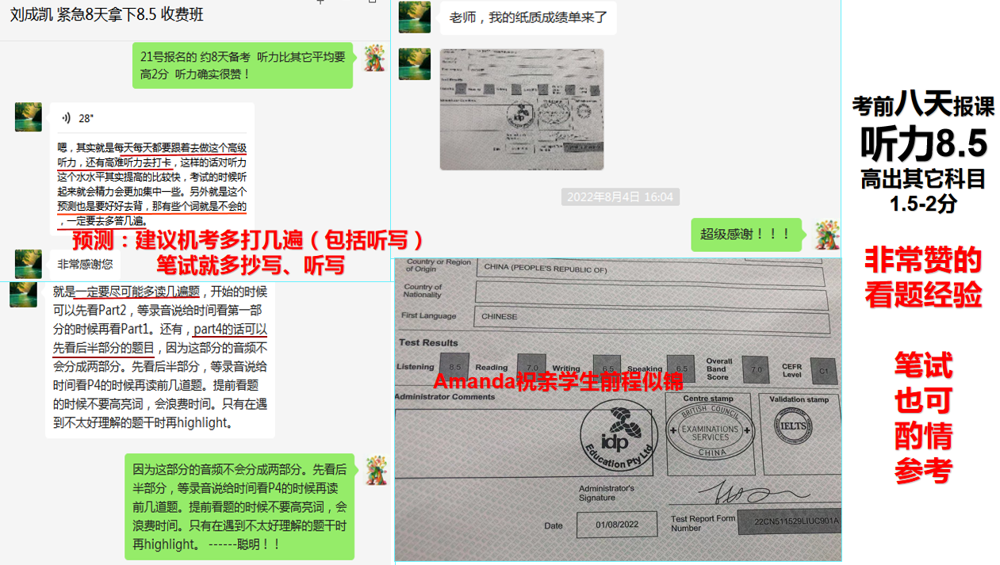 刘成凯 紧急8天拿下8.5 收费班
21号报名的 约8天备考 听力比其它平均要
高2分 听力确实很赞！
28"
嗯，其实就是每天每天都要跟着去做这个高级
听力，还有高难听力去打卡，这样的话对听力
这个水水平其实提高的比较快，考试的时候听
起来就会精力会更加集中一些。另外就是这个
预测也是要好好去背，那有些个词就是不会的
，一定要去多答几遍。
预测：建议机考多打几遍（包括听写）
笔试就多抄写、听写
非常感谢您
就是一定要尽可能多读几遍题，开始的时候
可以先看Part2，等录音说给时间看第一部
分的时候再看Part1。还有，part4的话可以
先看后半部分的题目，因为这部分的音频不
会分成两部分。先看后半部分，等录音说给
时间看P4的时候再读前几道题。提前看题
的时候不要高亮词，会浪费时间。只有在遇
到不太好理解的题干时再highlight。
因为这部分的音频不会分成两部分。先看后
半部分，等录音说给时间看P4的时候再读
前几道题。提前看题的时候不要高亮词，会
浪费时间。只有在遇到不太好理解的题干时
再highlight。 ------聪明！！
老师，我的纸质成绩单来了
2022年8月4日 16:04
超级感谢！！！
Country or Region
of Origin
CHINA (PEOPLE'S REPUBLIC OF)
Country of
Nationality
First Language
CHINESE
Test Results
Listening 8.5 Reading 7.0 Writing 6.5 Speaking 6.5 Overall Band Score 7.0 CEFR Level C1
Amanda祝亲学生前程似锦
Administrator Comments
Centre stamp
Validation stamp
idp
Education Pty Ltd
BRITISH COUNCIL
EXAMINATIONS
SERVICES
CHINA
IELTS
Administrator's
Signature
Date
01/08/2022
Test Report Form
Number
22CN511529LIUC901A
考前八天报课
听力8.5
高出其它科目
1.5-2分
非常赞的
看题经验
笔试
也可
酌情
参考